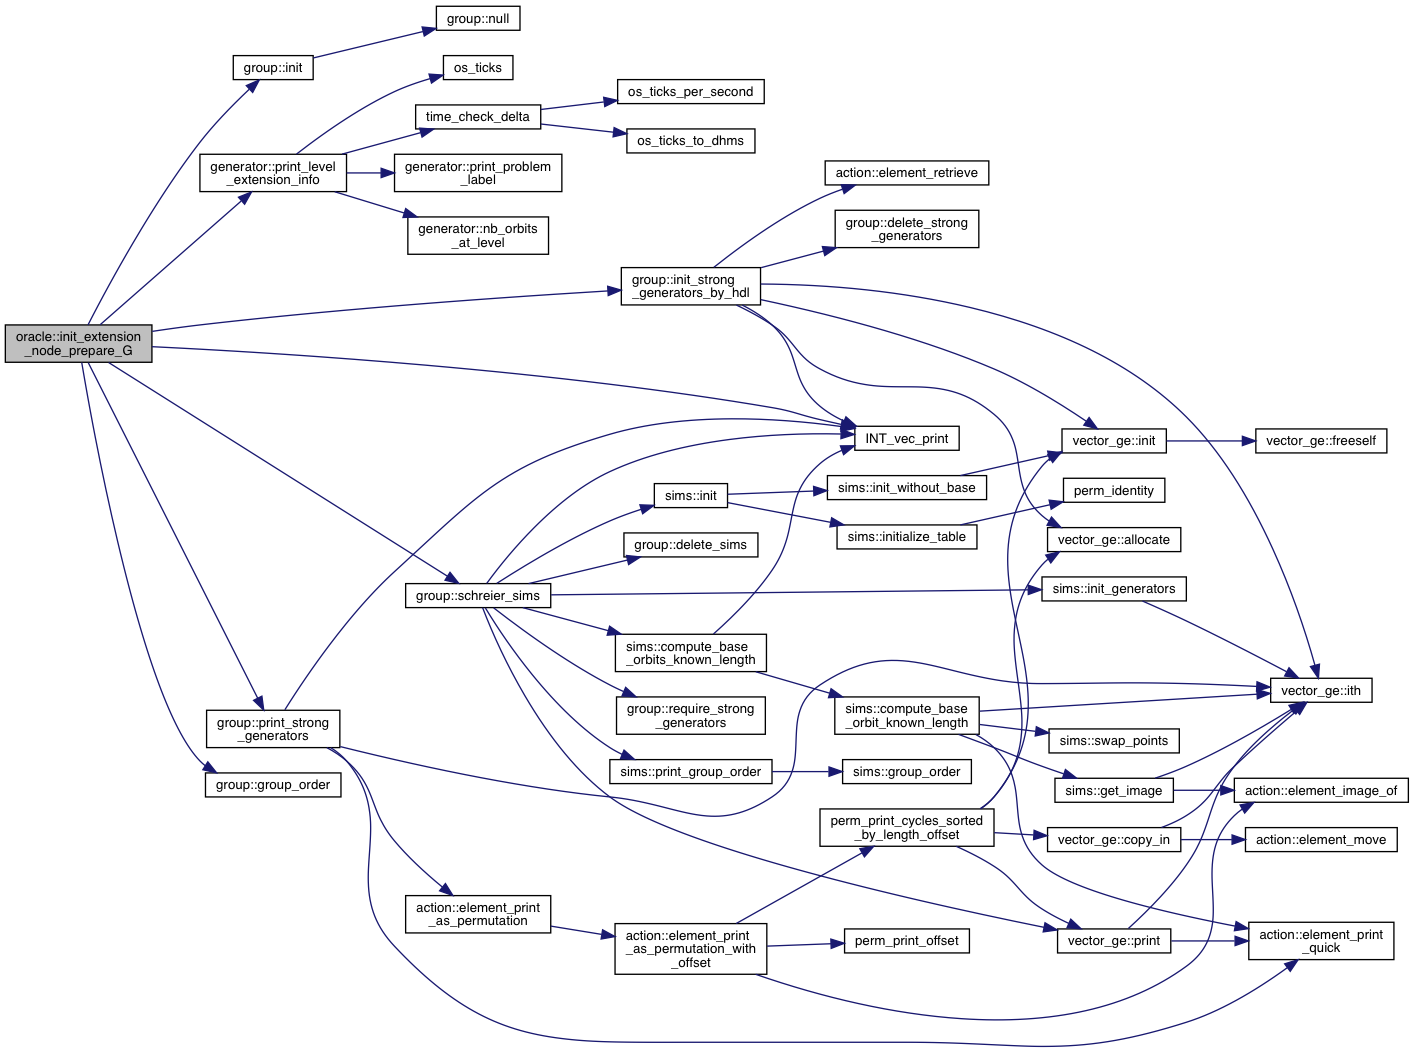 group::null
group::init
os_ticks
os_ticks_per_second
time_check_delta
os_ticks_to_dhms
generator::print_level
_extension_info
generator::print_problem
_label
action::element_retrieve
generator::nb_orbits
_at_level
group::delete_strong
_generators
group::init_strong
_generators_by_hdl
oracle::init_extension
_node_prepare_G
INT_vec_print
vector_ge::init
vector_ge::freeself
sims::init
sims::init_without_base
perm_identity
sims::initialize_table
vector_ge::allocate
group::delete_sims
group::schreier_sims
sims::init_generators
sims::compute_base
_orbits_known_length
vector_ge::ith
group::require_strong
_generators
sims::compute_base
_orbit_known_length
group::print_strong
_generators
sims::swap_points
sims::print_group_order
sims::group_order
group::group_order
sims::get_image
action::element_image_of
perm_print_cycles_sorted
_by_length_offset
vector_ge::copy_in
action::element_move
action::element_print
_as_permutation
action::element_print
_as_permutation_with
_offset
perm_print_offset
vector_ge::print
action::element_print
_quick